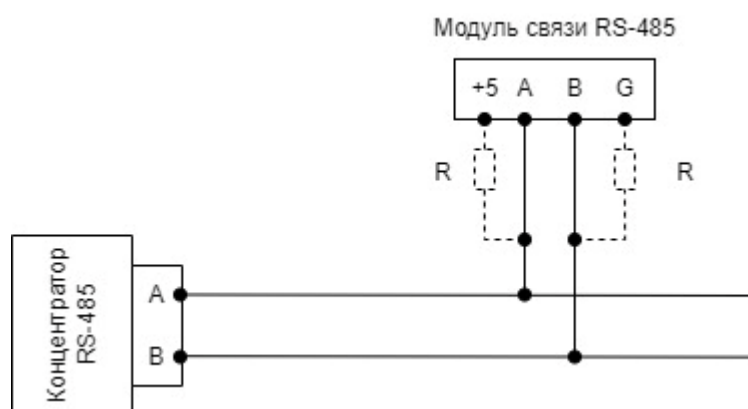 Модуль связи RS-485
+5 A B G
R R
Концентратор
RS-485
A
B